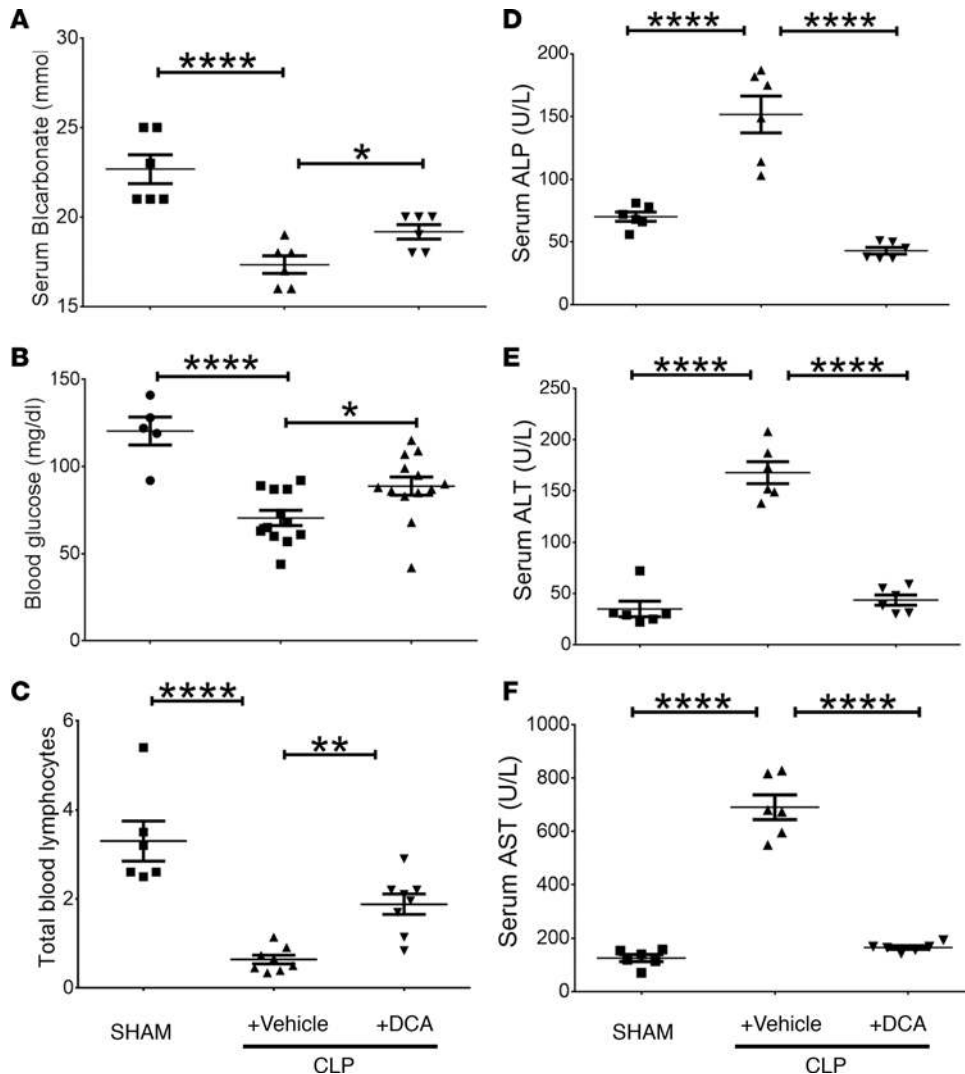 A
Serum BIcarbonate (mmol
30
25
20
15
****
*
B
Blood glucose (mg/dl)
150
100
50
0
****
*
C
Total blood lymphocytes
6
4
2
0
****
**
SHAM
+Vehicle
+DCA
CLP
D
Serum ALP (U/L)
200
150
100
50
0
****
****
E
Serum ALT (U/L)
250
200
150
100
50
0
****
****
F
Serum AST (U/L)
1000
800
600
400
200
0
****
****
SHAM
+Vehicle
+DCA
CLP